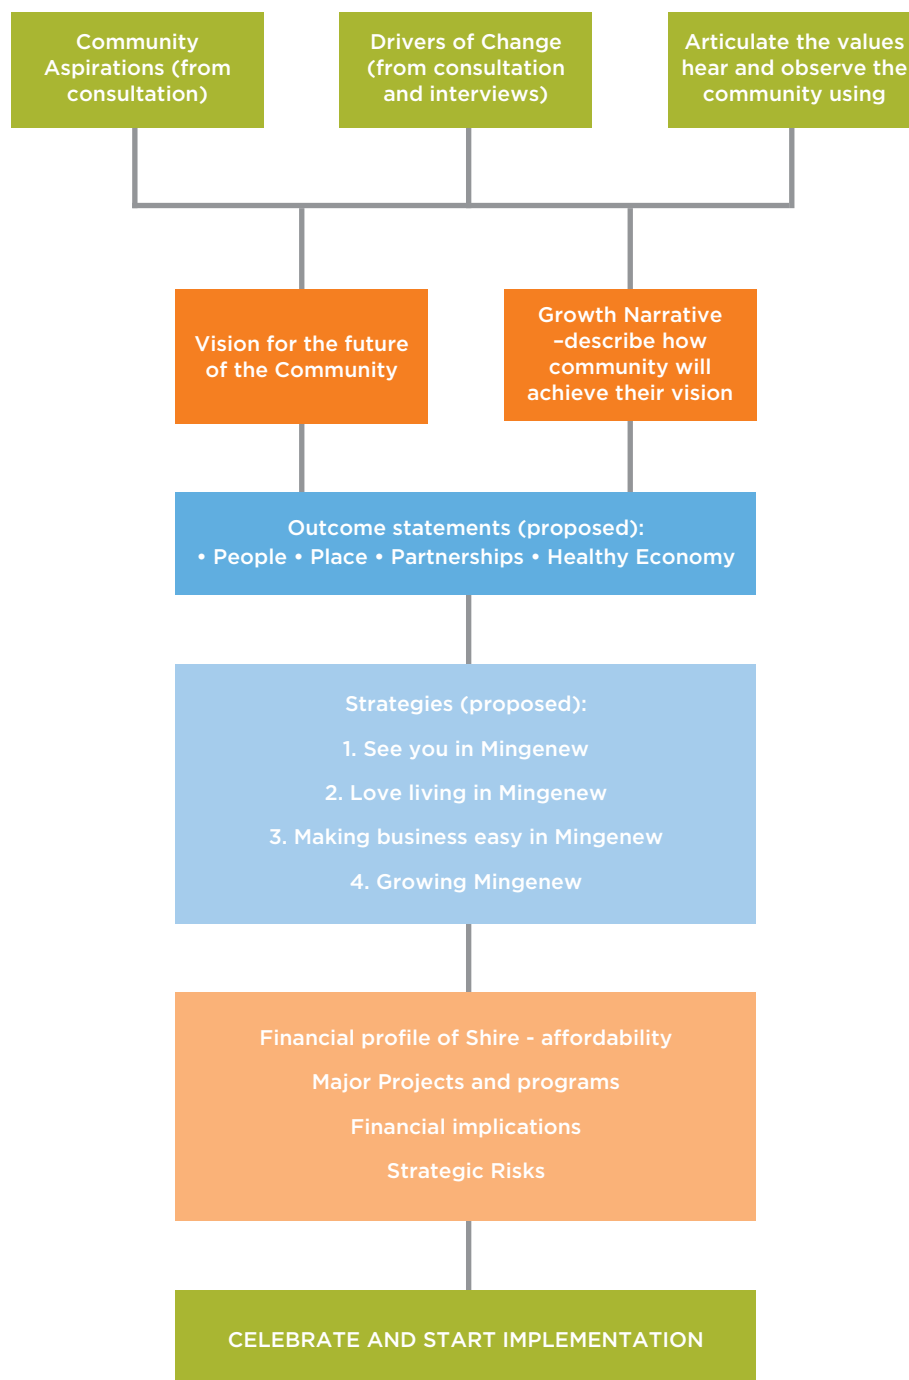 Community
Aspirations (from
consultation)
Drivers of Change
(from consultation
and interviews)
Articulate the values
hear and observe the
community using
Vision for the future
of the Community
Growth Narrative
–describe how
community will
achieve their vision
Outcome statements (proposed):
• People • Place • Partnerships • Healthy Economy
Strategies (proposed):
1. See you in Mingenew
2. Love living in Mingenew
3. Making business easy in Mingenew
4. Growing Mingenew
Financial profile of Shire - affordability
Major Projects and programs
Financial implications
Strategic Risks
CELEBRATE AND START IMPLEMENTATION